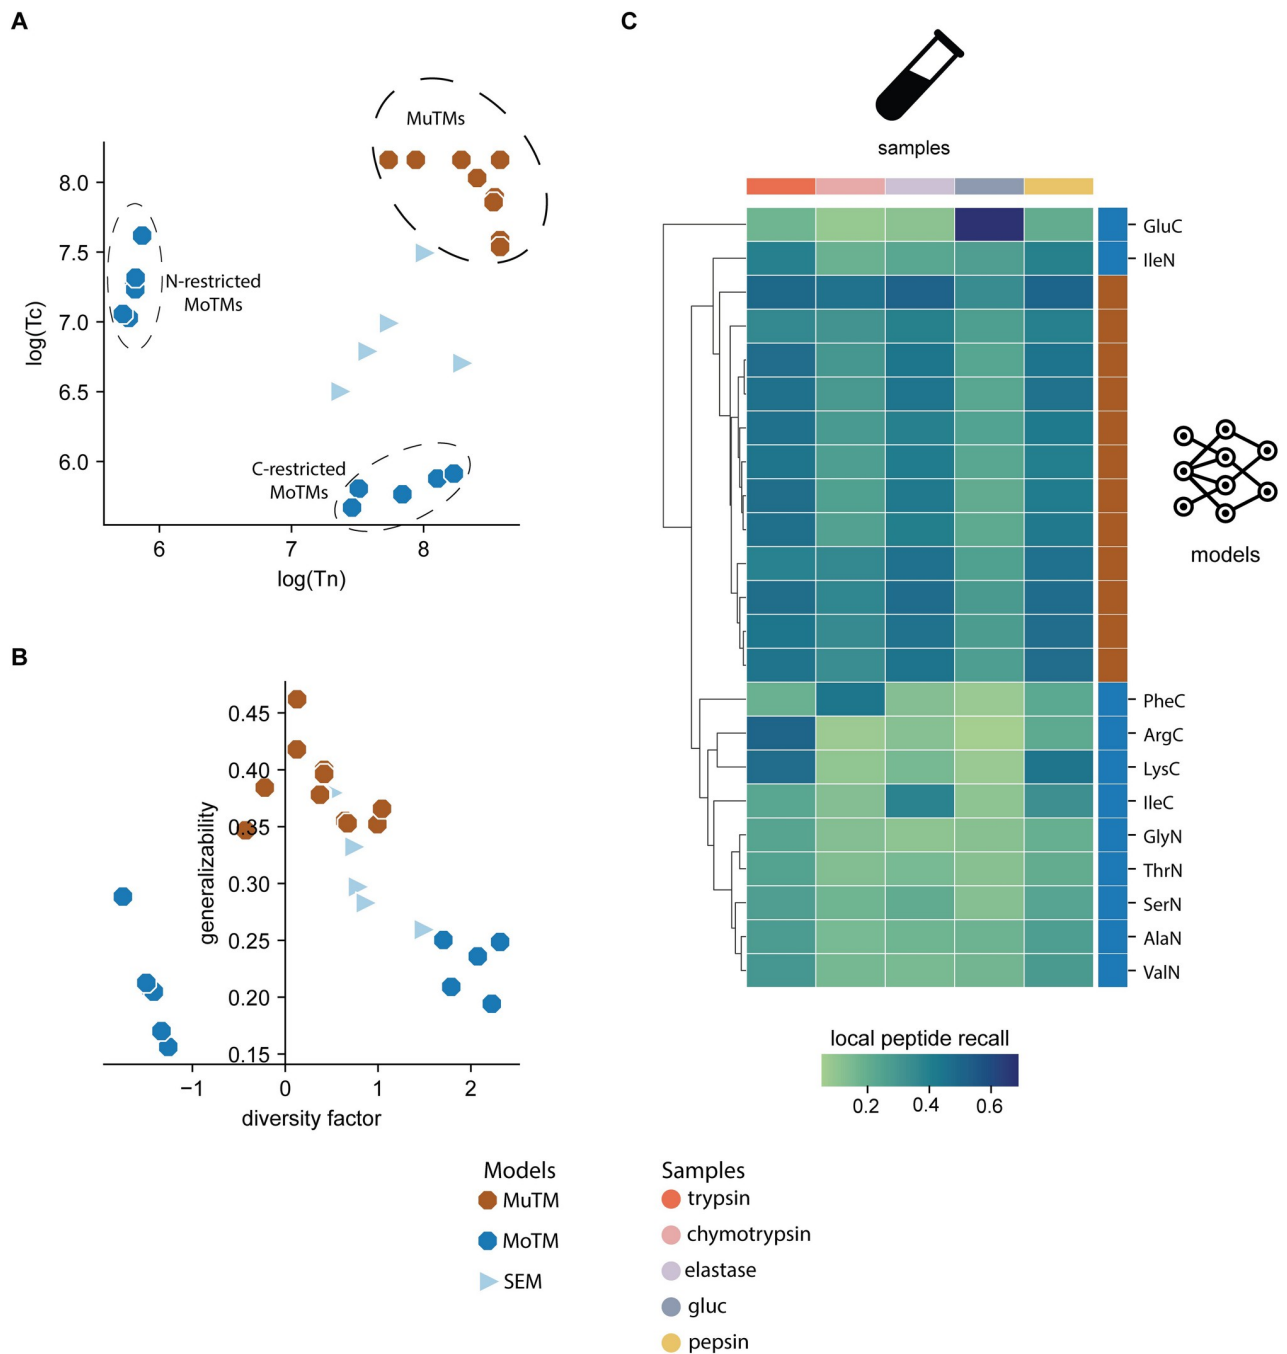 A
MuTMs
8.0
7.5
7.0
6.5
6.0
log(Tc)
N-restricted
MoTMs
C-restricted
MoTMs
6
7
8
log(Tn)
B
0.45
0.40
0.35
0.30
0.25
0.20
0.15
generalizability
−1
0
1
2
diversity factor
C
samples
GluC
IleN
PheC
ArgC
LysC
IleC
GlyN
ThrN
SerN
AlaN
ValN
models
local peptide recall
0.2
0.4
0.6
Models
MuTM
MoTM
SEM
Samples
trypsin
chymotrypsin
elastase
gluc
pepsin